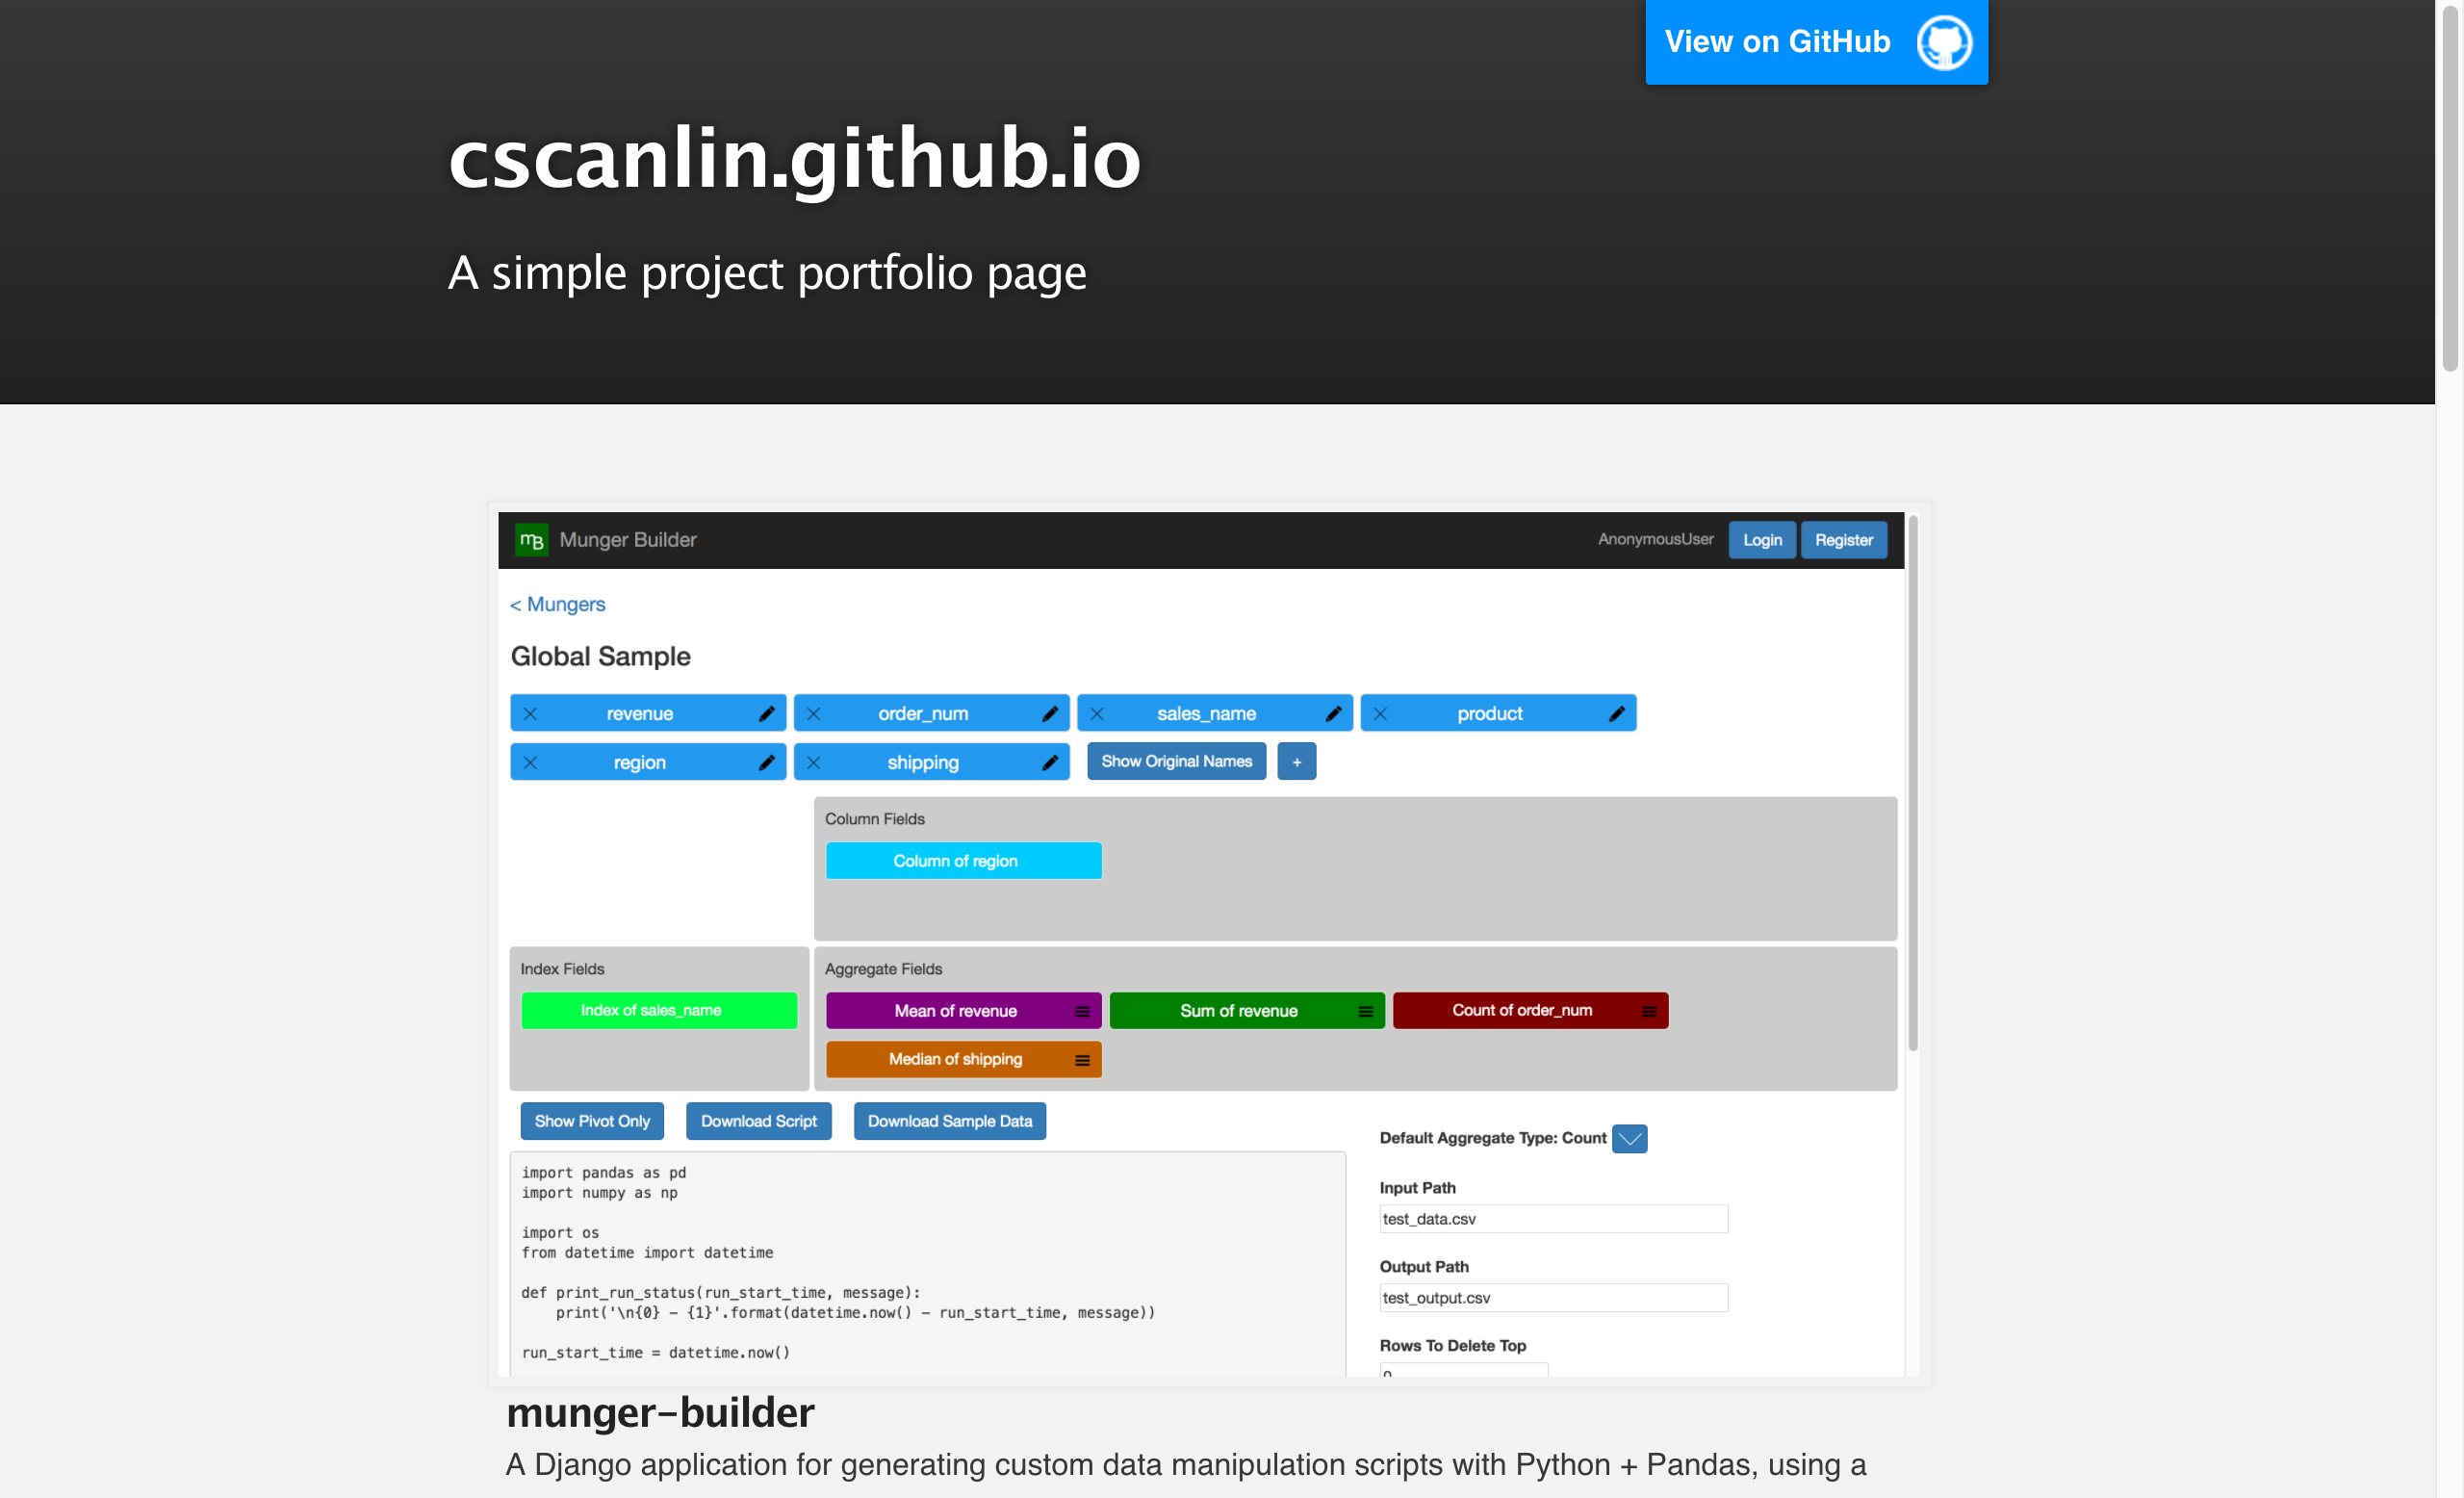 View on GitHub
cscanlin.github.io
A simple project portfolio page
mB Munger Builder
AnonymousUser Login Register
< Mungers
Global Sample
revenue order_num sales_name product
region shipping Show Original Names +
Column Fields
Column of region
Index Fields
Index of sales_name
Aggregate Fields
Mean of revenue Sum of revenue Count of order_num
Median of shipping
Show Pivot Only Download Script Download Sample Data
import pandas as pd
import numpy as np
import os
from datetime import datetime
def print_run_status(run_start_time, message):
    print('\n{0} - {1}'.format(datetime.now() - run_start_time, message))
run_start_time = datetime.now()
Default Aggregate Type: Count
Input Path
test_data.csv
Output Path
test_output.csv
Rows To Delete Top
munger-builder
A Django application for generating custom data manipulation scripts with Python + Pandas, using a